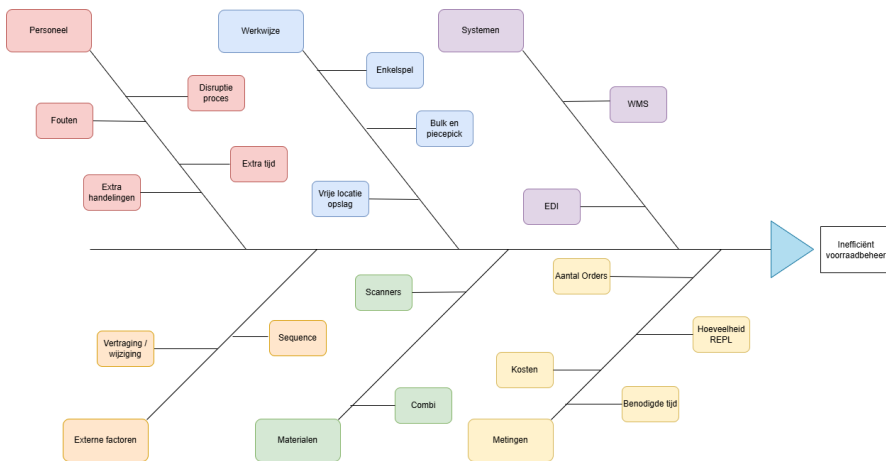 Personeel
Werkwijze
Systemen
Disruptie
proces
Fouten
Extra tijd
Extra
handelingen
Enkelspel
Bulk en
piecepick
Vrije locatie
opslag
WMS
EDI
Inefficiënt
voorraadbeheer
Aantal Orders
Scanners
Hoeveelheid
REPL
Vertraging /
wijziging
Sequence
Kosten
Combi
Benodigde tijd
Externe factoren
Materialen
Metingen